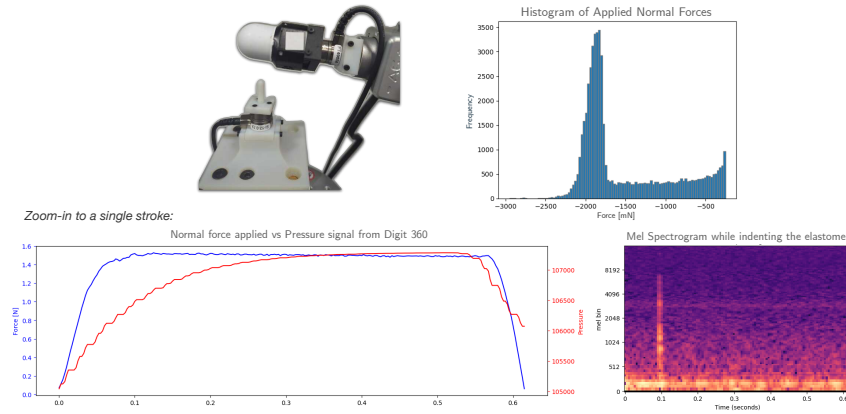 Histogram of Applied Normal Forces
Frequency
3500
3000
2500
2000
1500
1000
500
0
−3000 −2500 −2000 −1500 −1000 −500
Force [mN]
Zoom-in to a single stroke:
Normal force applied vs Pressure signal from Digit 360
Force [N]
1.6
1.4
1.2
1.0
0.8
0.6
0.4
0.2
0.0
0.0 0.1 0.2 0.3 0.4 0.5 0.6
107000
106500
106000
105500
105000
Pressure
Mel Spectrogram while indenting the elastome
mel bin
8192
4096
2048
1024
512
0
0 0.1 0.2 0.3 0.4 0.5 0.6
Time (seconds)